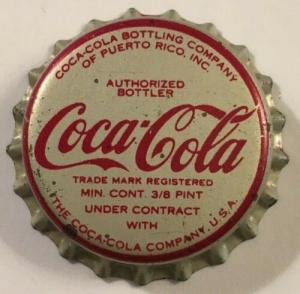 COCA-COLA BOTTLING COMPANY
OF PUERTO RICO, INC.
AUTHORIZED
BOTTLER
Coca-Cola
TRADE MARK REGISTERED
MIN. CONT. 3/8 PINT
UNDER CONTRACT
WITH
THE COCA-COLA COMPANY, U.S.A.